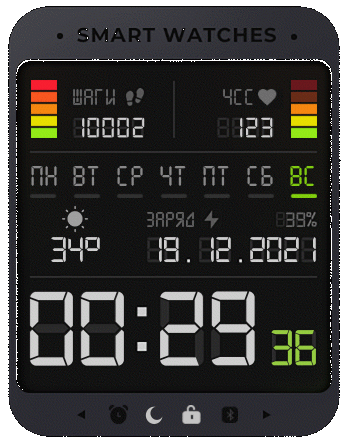 • SMART WATCHES •
ШАГИ ЧСС
10002 123
ПН ВТ СР ЧТ ПТ СБ ВС
ЗАРЯД 39%
34° 19.12.2021
00:29 36